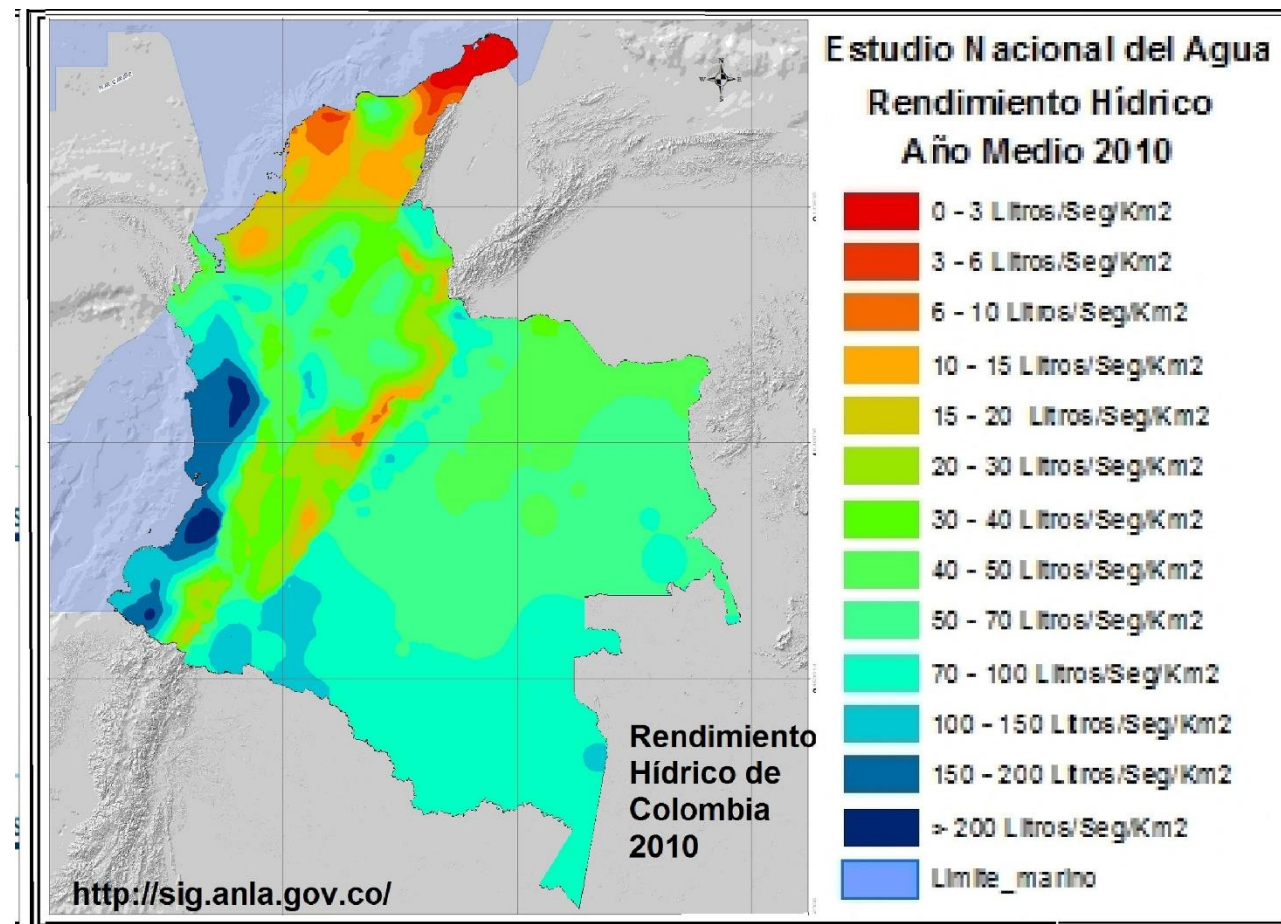 Estudio Nacional del Agua
Rendimiento Hídrico
Año Medio 2010
0 - 3 Litros/Seg/Km2
3 - 6 Litros/Seg/Km2
6 - 10 Litros/Seg/Km2
10 - 15 Litros/Seg/Km2
15 - 20 Litros/Seg/Km2
20 - 30 Litros/Seg/Km2
30 - 40 Litros/Seg/Km2
40 - 50 Litros/Seg/Km2
50 - 70 Litros/Seg/Km2
70 - 100 Litros/Seg/Km2
100 - 150 Litros/Seg/Km2
150 - 200 Litros/Seg/Km2
> 200 Litros/Seg/Km2
Limite_marino
N
W E
S
Rendimiento
Hídrico de
Colombia
2010
http://sig.anla.gov.co/